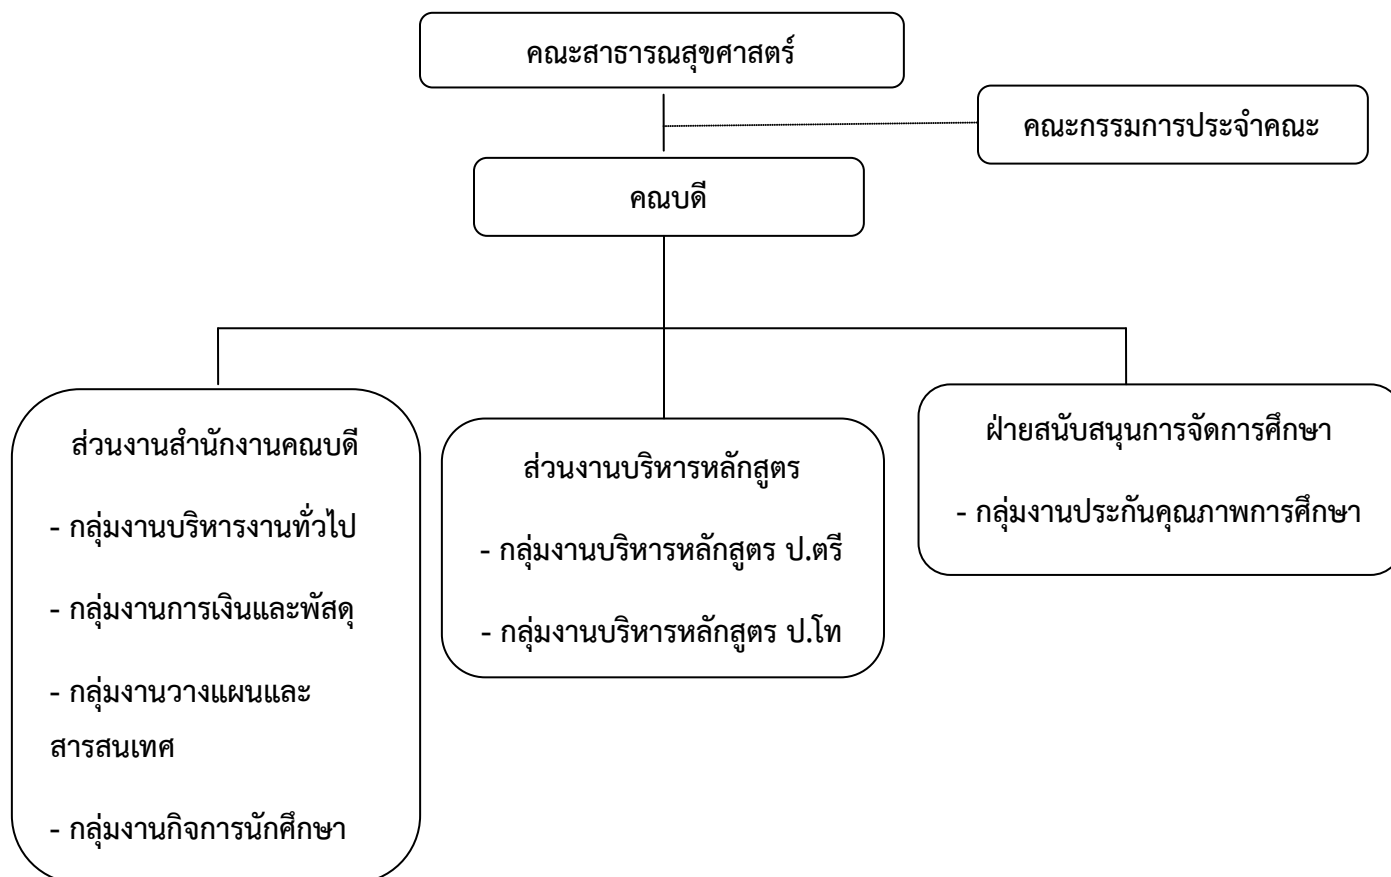 คณะสาธารณสุขศาสตร์
คณะกรรมการประจำคณะ
คณบดี
ส่วนงานสำนักงานคณบดี
- กลุ่มงานบริหารงานทั่วไป
- กลุ่มงานการเงินและพัสดุ
- กลุ่มงานวางแผนและ
สารสนเทศ
- กลุ่มงานกิจการนักศึกษา
ส่วนงานบริหารหลักสูตร
- กลุ่มงานบริหารหลักสูตร ป.ตรี
- กลุ่มงานบริหารหลักสูตร ป.โท
ฝ่ายสนับสนุนการจัดการศึกษา
- กลุ่มงานประกันคุณภาพการศึกษา